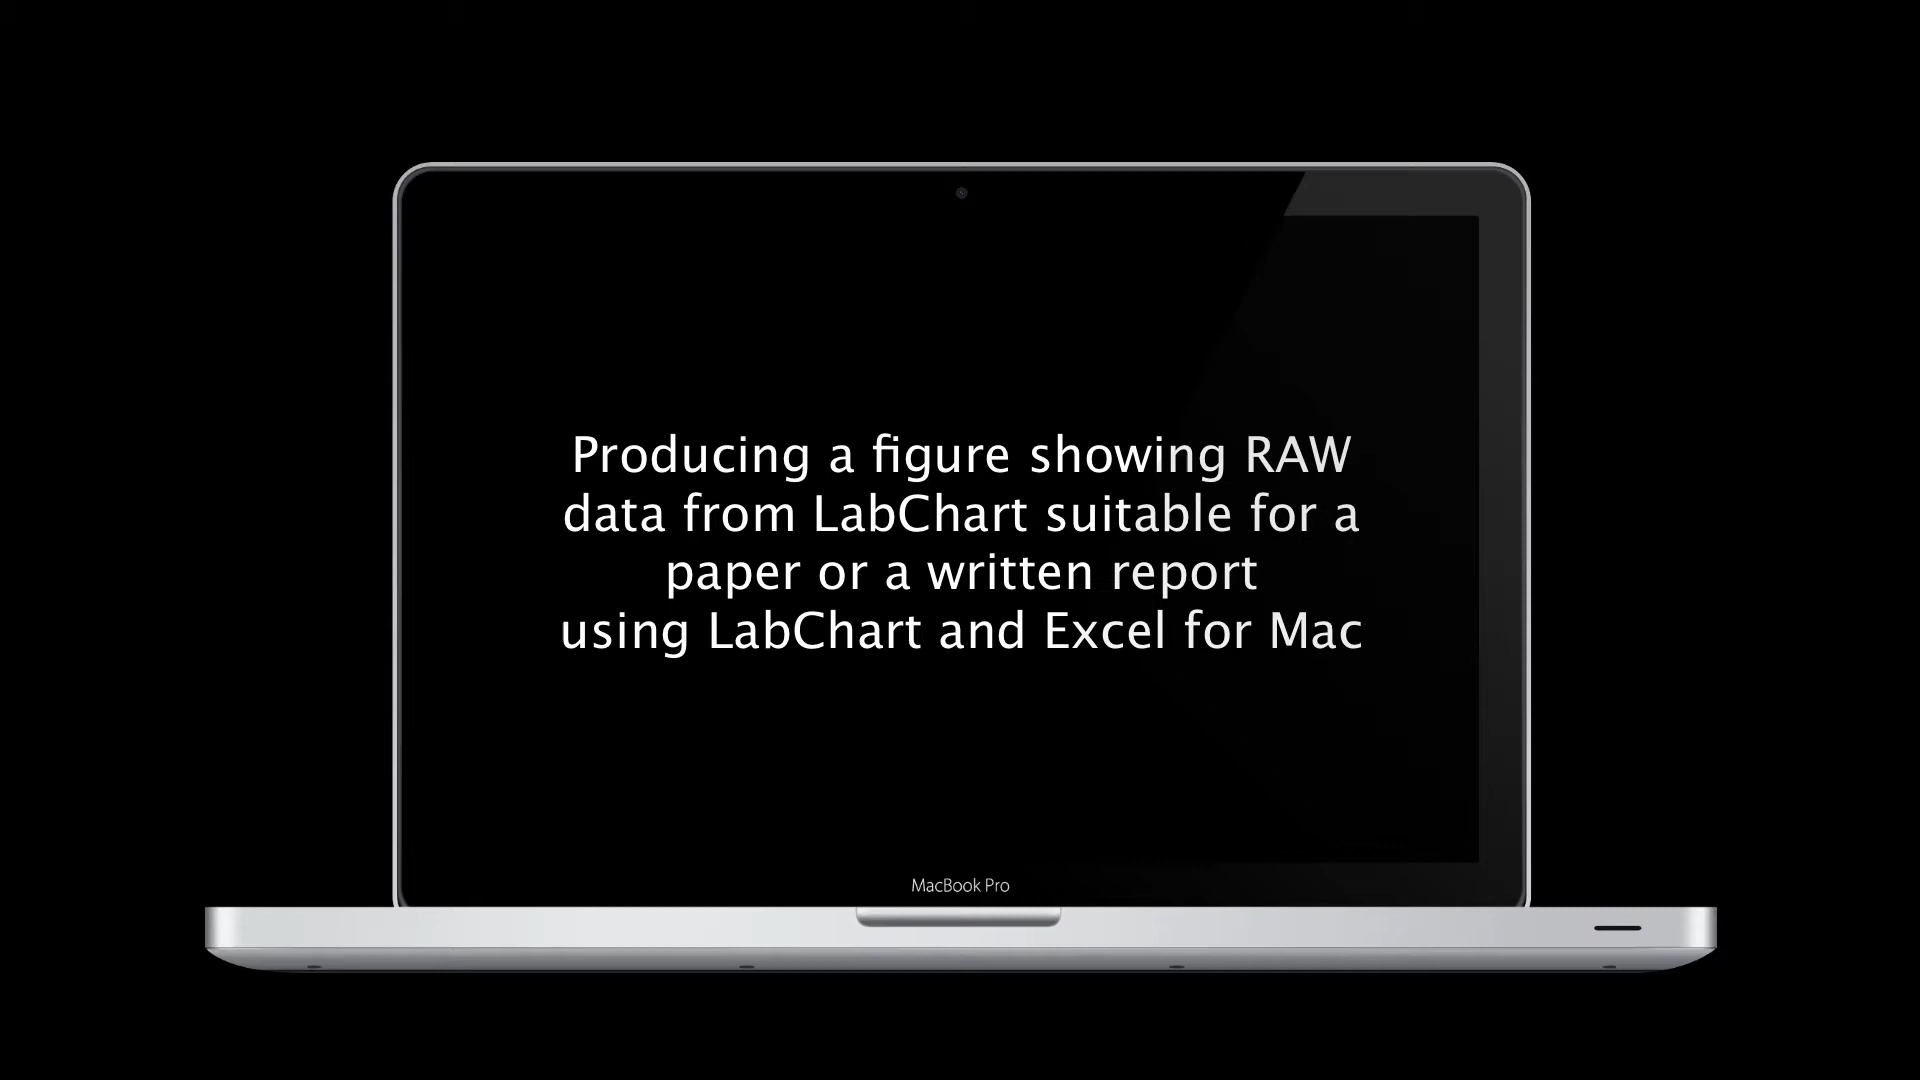 Producing a figure showing RAW
data from LabChart suitable for a
paper or a written report
using LabChart and Excel for Mac
MacBook Pro